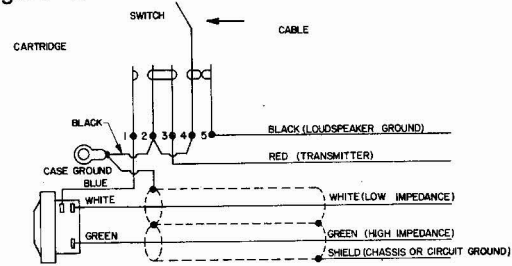 SWITCH
CABLE
CARTRIDGE
BLACK
1 2 3 4 5
BLACK (LOUDSPEAKER GROUND)
RED (TRANSMITTER)
CASE GROUND
BLUE
WHITE
WHITE (LOW IMPEDANCE)
GREEN
GREEN (HIGH IMPEDANCE)
SHIELD (CHASSIS OR CIRCUIT GROUND)